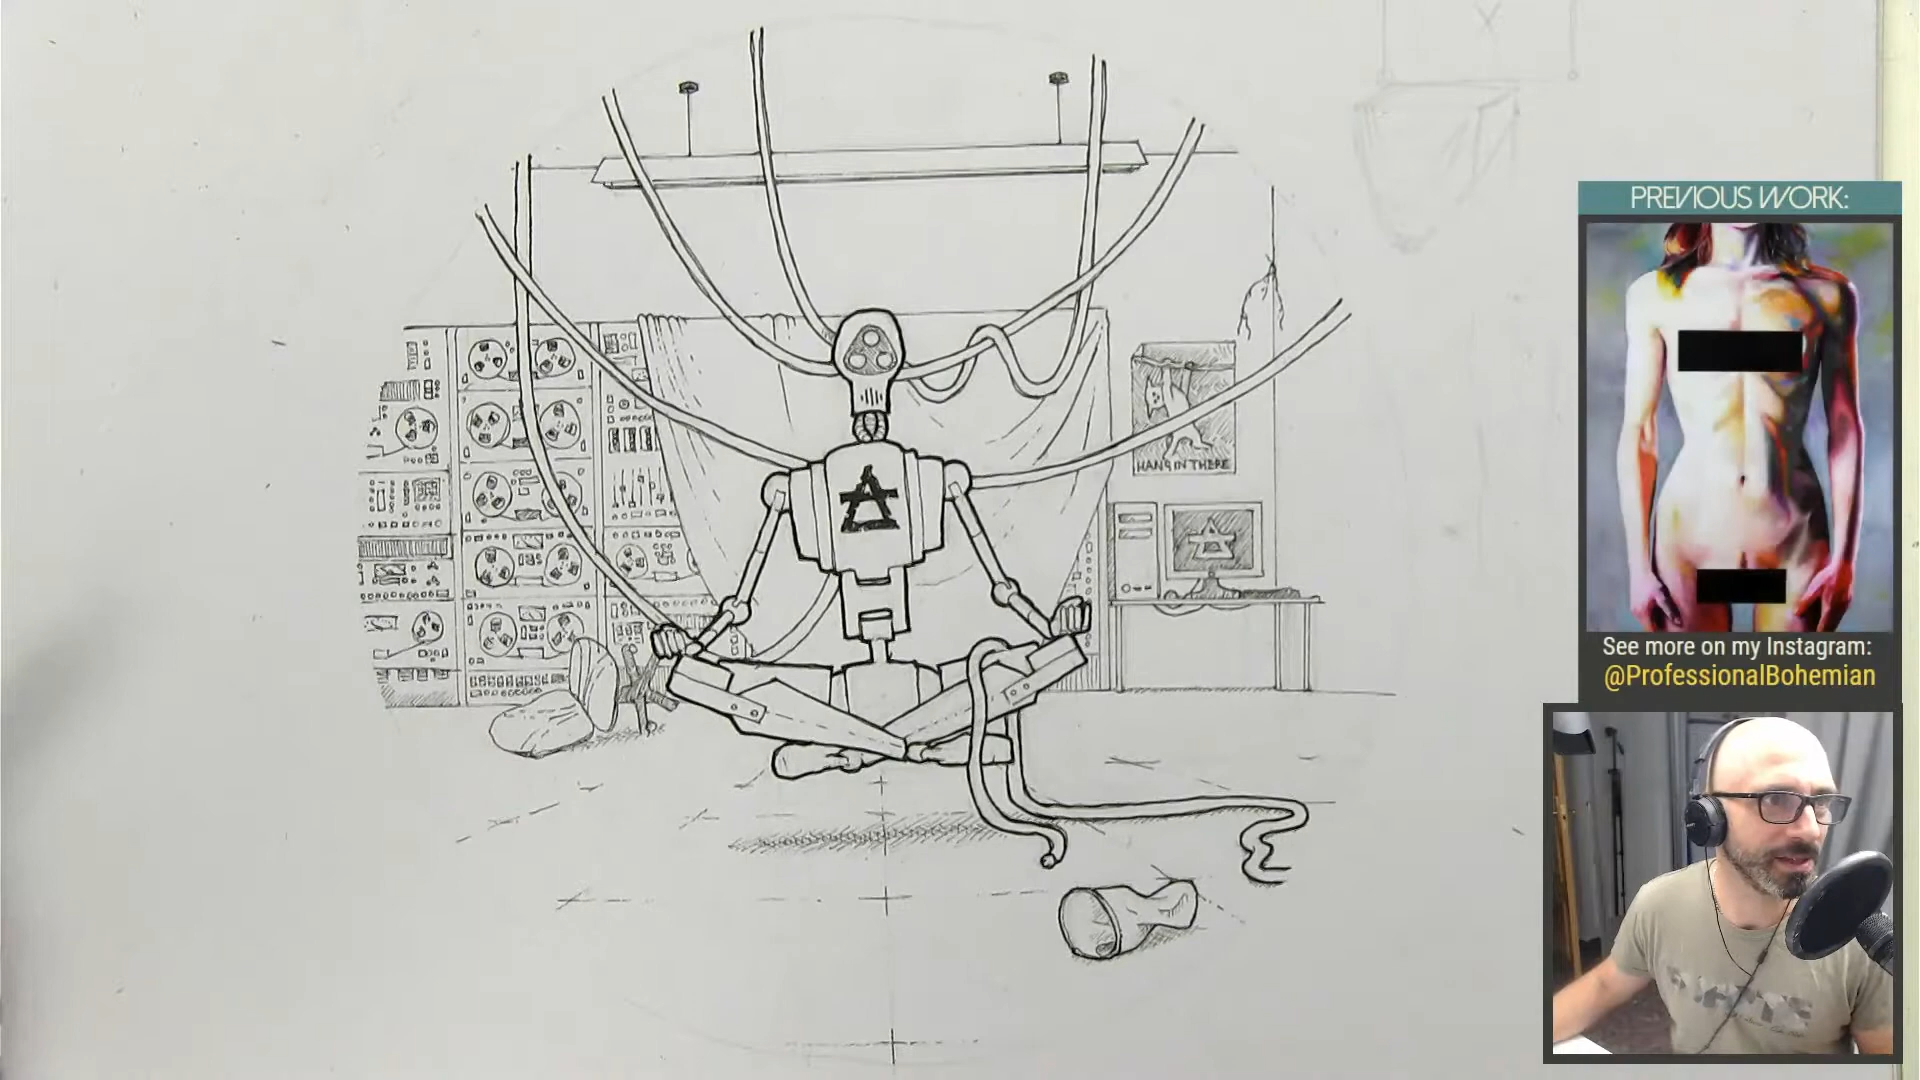 PREVIOUS WORK:
HANG IN THERE
See more on my Instagram:
@ProfessionalBohemian